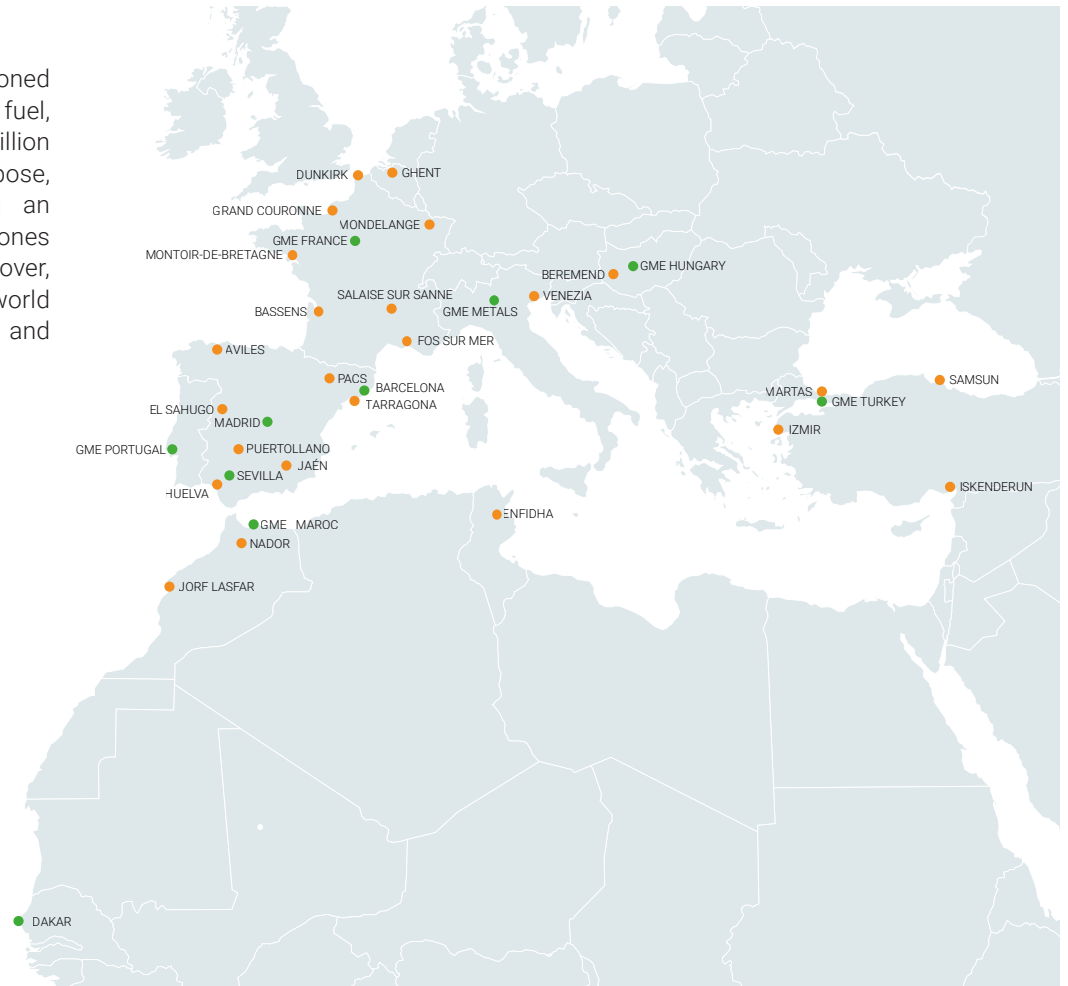 oned
fuel,
illion
pose,
an
ones
over,
world
and
DUNKIRK
GHENT
GRAND COURONNE
MONDELANGE
GME FRANCE
MONTOIR-DE-BRETAGNE
BEREMEND
GME HUNGARY
SALAISE SUR SANNE
VENEZIA
BASSENS
GME METALS
FOS SUR MER
AVILES
PACS
BARCELONA
TARRAGONA
SAMSUN
MARTAS
GME TURKEY
EL SAHUGO
MADRID
IZMIR
GME PORTUGAL
PUERTOLLANO
JAÉN
SEVILLA
HUELVA
ISKENDERUN
ENFIDHA
GME MAROC
NADOR
JORF LASFAR
DAKAR